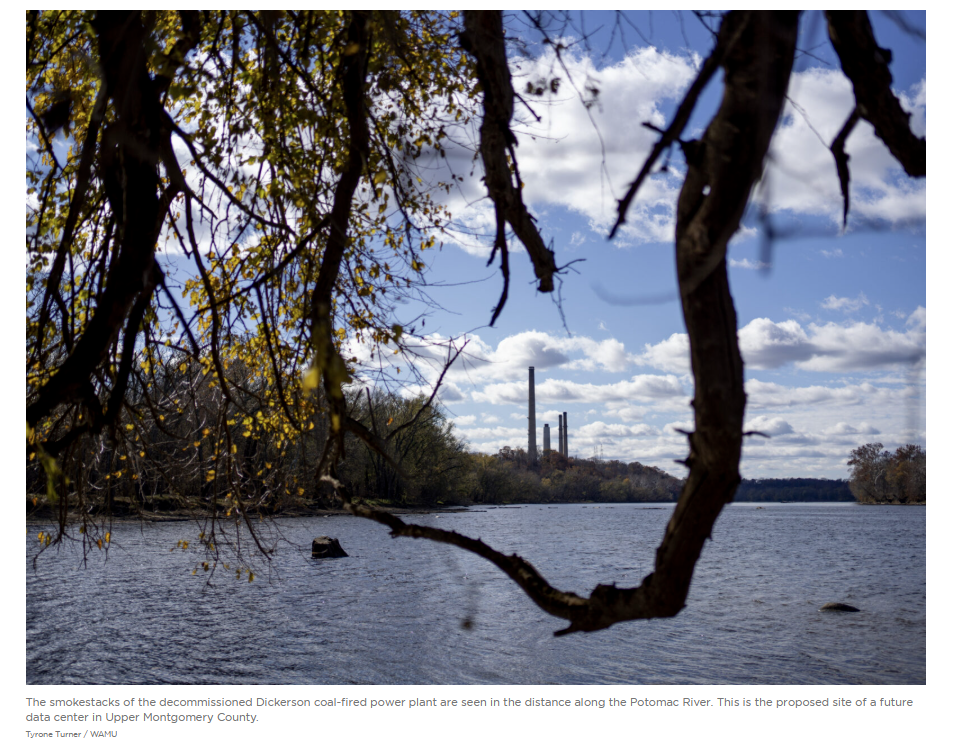 The smokestacks of the decommissioned Dickerson coal-fired power plant are seen in the distance along the Potomac River. This is the proposed site of a future
data center in Upper Montgomery County.
Tyrone Turner / WAMU